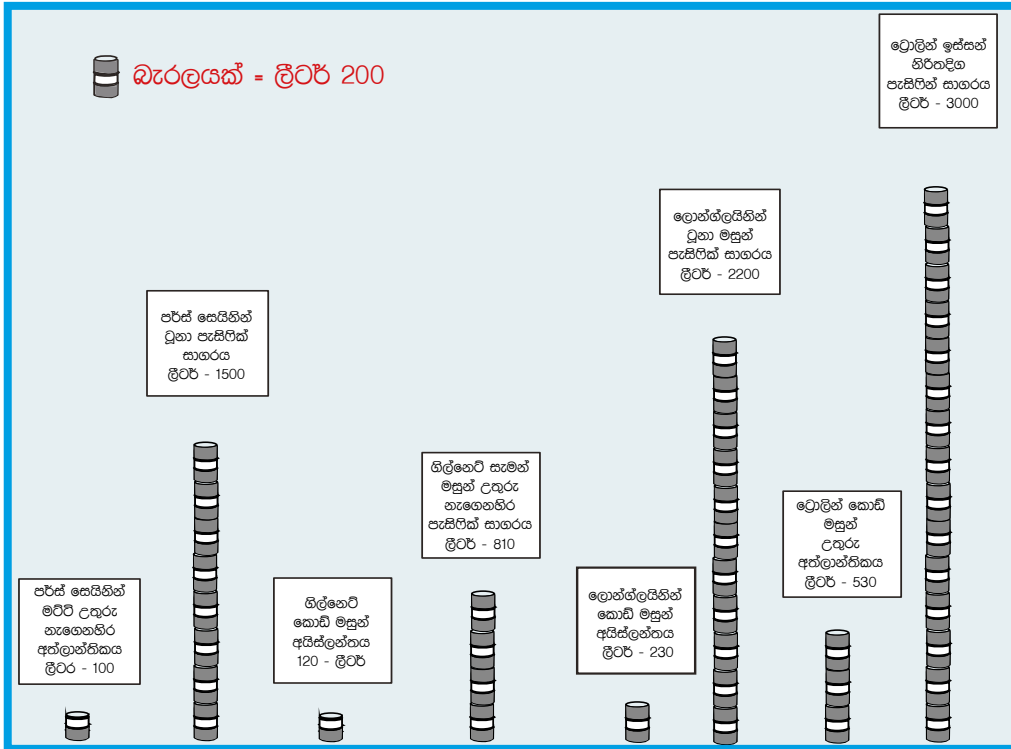 බැරලයක් = ලීටර් 200
ට්‍රොලින් ඉස්සන්
නිරිතදිග
පැසිෆින් සාගරය
ලීටර් - 3000
ලොන්ග්ලයිනින්
ටූනා මසුන්
පැසිෆික් සාගරය
ලීටර් - 2200
පර්ස් සෙයිනින්
ටූනා පැසිෆික්
සාගරය
ලීටර් - 1500
ගිල්නෙට් සැමන්
මසුන් උතුරු
නැගෙනහිර
පැසිෆික් සාගරය
ලීටර් - 810
ට්‍රොලින් කොඩ්
මසුන්
උතුරු
අත්ලාන්තිකය
ලීටර් - 530
පර්ස් සෙයිනින්
මට්ටි උතුරු
නැගෙනහිර
අත්ලාන්තිකය
ලීටර - 100
ගිල්නෙට්
කොඩ් මසුන්
අයිස්ලන්තය
120 - ලීටර්
ලොන්ග්ලයිනින්
කොඩ් මසුන්
අයිස්ලන්තය
ලීටර් - 230